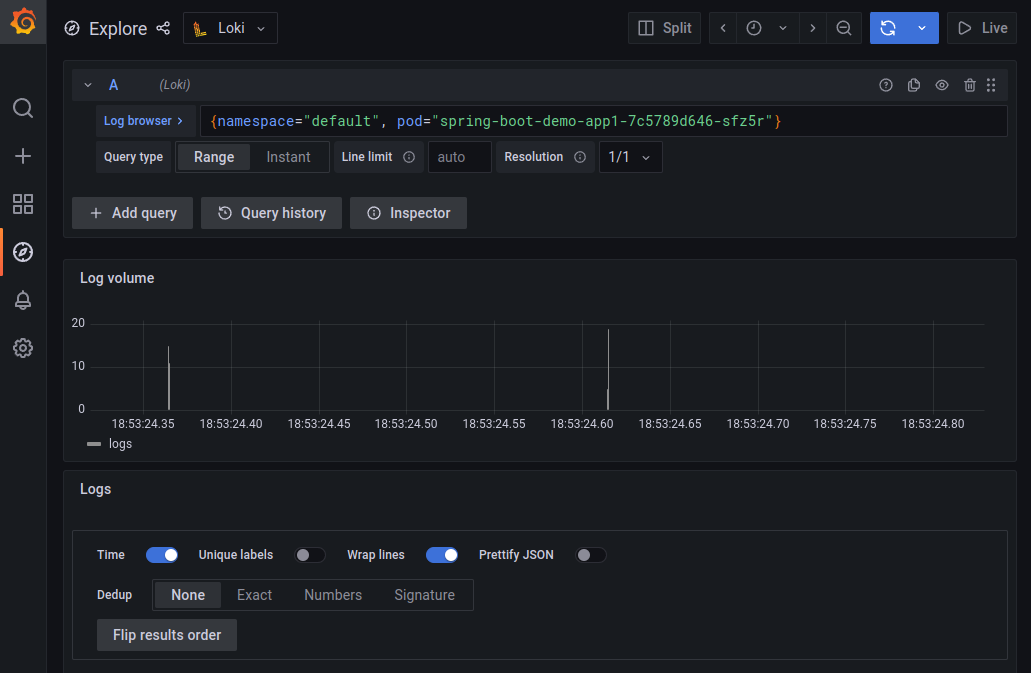 Explore Loki Split Live
A (Loki)
Log browser > {namespace="default", pod="spring-boot-demo-app1-7c5789d646-sfz5r"}
Query type Range Instant Line limit auto Resolution 1/1
+ Add query Query history Inspector
Log volume
20
10
0
18:53:24.35 18:53:24.40 18:53:24.45 18:53:24.50 18:53:24.55 18:53:24.60 18:53:24.65 18:53:24.70 18:53:24.75 18:53:24.80
logs
Logs
Time Unique labels Wrap lines Prettify JSON
Dedup None Exact Numbers Signature
Flip results order